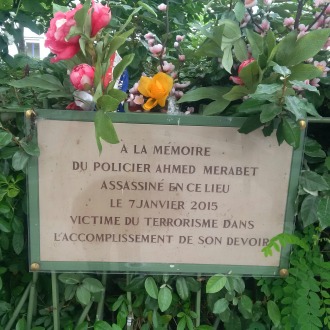 À LA MÉMOIRE
DU POLICIER AHMED MERABET
ASSASSINÉ EN CE LIEU
LE 7 JANVIER 2015
VICTIME DU TERRORISME DANS
L'ACCOMPLISSEMENT DE SON DEVOIR